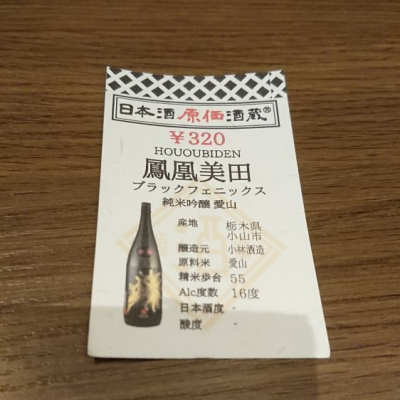 日本酒原価酒蔵®
￥320
HOUOUBIDEN
鳳凰美田
ブラックフェニックス
純米吟醸 愛山
産地 栃木県
小山市
醸造元 小林酒造
原料米 愛山
精米歩合 55
Alc度数 16度
日本酒度 -
酸度 -